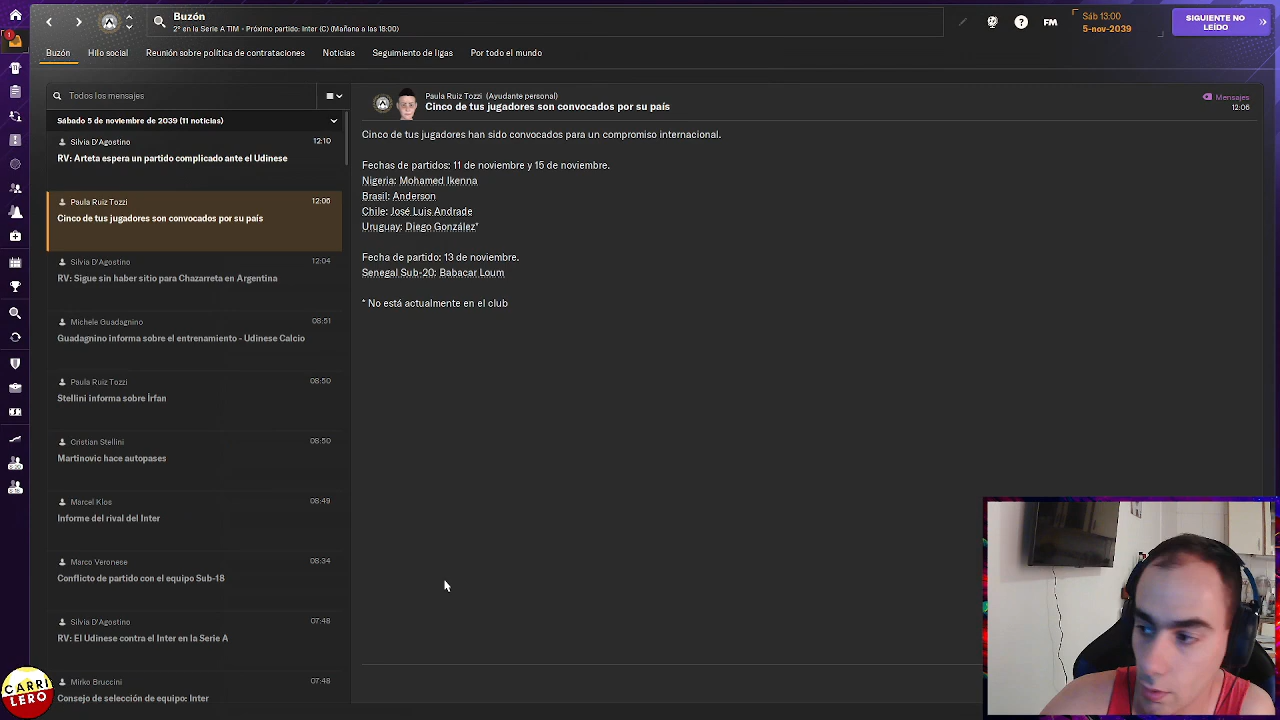 Buzón
2º en la Serie A TIM - Próximo partido: Inter (C) (Mañana a las 18:00)
FM
Sáb 13:00
5-nov-2039
SIGUIENTE NO LEÍDO
1
Buzón
Hilo social
Reunión sobre política de contrataciones
Noticias
Seguimiento de ligas
Por todo el mundo
Todos los mensajes
Sábado 5 de noviembre de 2039 (11 noticias)
Silvia D'Agostino 12:10
RV: Arteta espera un partido complicado ante el Udinese
Paula Ruiz Tozzi 12:06
Cinco de tus jugadores son convocados por su país
Silvia D'Agostino 12:04
RV: Sigue sin haber sitio para Chazarreta en Argentina
Michele Guadagnino 08:51
Guadagnino informa sobre el entrenamiento - Udinese Calcio
Paula Ruiz Tozzi 08:50
Stellini informa sobre İrfan
Cristian Stellini 08:50
Martinovic hace autopases
Marcel Klos 08:49
Informe del rival del Inter
Marco Veronese 08:34
Conflicto de partido con el equipo Sub-18
Silvia D'Agostino 07:48
RV: El Udinese contra el Inter en la Serie A
Mirko Bruccini 07:48
Consejo de selección de equipo: Inter
Paula Ruiz Tozzi (Ayudante personal)
Cinco de tus jugadores son convocados por su país
Mensajes
12:06
Cinco de tus jugadores han sido convocados para un compromiso internacional.
Fechas de partidos: 11 de noviembre y 15 de noviembre.
Nigeria: Mohamed Ikenna
Brasil: Anderson
Chile: José Luis Andrade
Uruguay: Diego González*
Fecha de partido: 13 de noviembre.
Senegal Sub-20: Babacar Loum
* No está actualmente en el club
CARRI
LERO